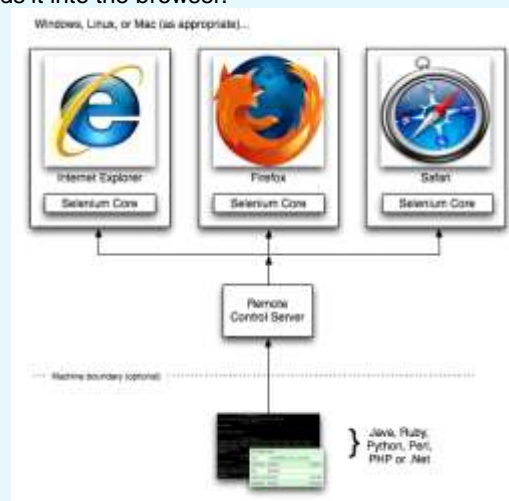 ds it into the browser.
Windows, Linux, or Mac (as appropriate)...
Internet Explorer
Firefox
Safari
Selenium Core
Selenium Core
Selenium Core
Remote
Control Server
Machine boundary (optional)
Java, Ruby,
Python, Perl,
PHP or .Net